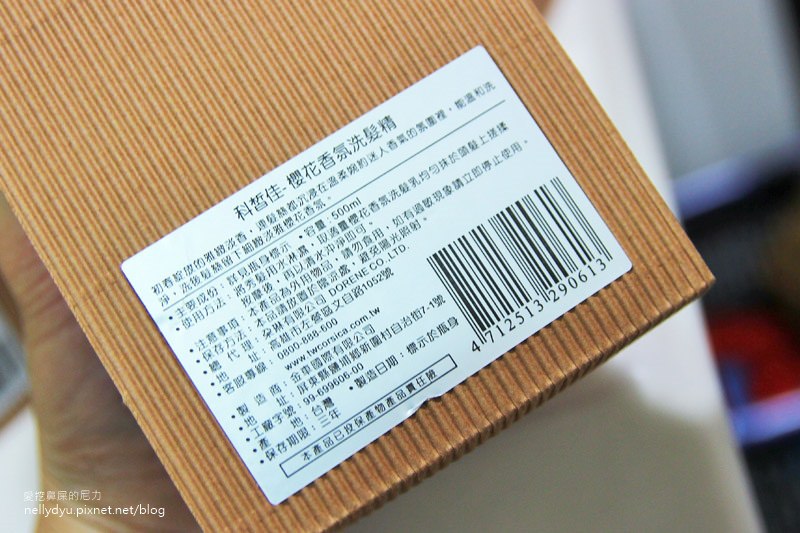 科皙佳-櫻花香氛洗髮精
初春綻放的雅緻淡香，連髮絲都沉浸在溫柔婉約迷人香氣的氛圍裡，能溫和洗
淨，洗後髮絲留下細緻淡雅櫻花香氛。
•主要成份：詳見瓶身標示 •容量：500ml
•使用方法：將秀髮用水淋濕，取適量櫻花香氛洗髮乳均勻抹於頭髮上搓揉
按摩後，再以清水沖淨即可。
•注意事項：本產品為外用物品，請勿食用，如有過敏現象請立即停止使用。
•保存方法：本品請放置於陰涼處，避免陽光照射。
•總代理：朵琳有限公司 DORENE CO.,LTD.
•地址：高雄市左營區文自路1052號
•客服專線：0800-888-600
www.twcorsica.com.tw
•製造商：
國際有限公司
•地址：屏東縣鹽埔鄉新圍村自治街7-1號
•工廠字號：99-699606-00
•產地：台灣 •製造日期：標示於瓶身
•保存期限：三年
本產品已投保產物產品責任險
4 712513 290613
愛挖鼻屎的尼力
nellydyu.pixnet.net/blog